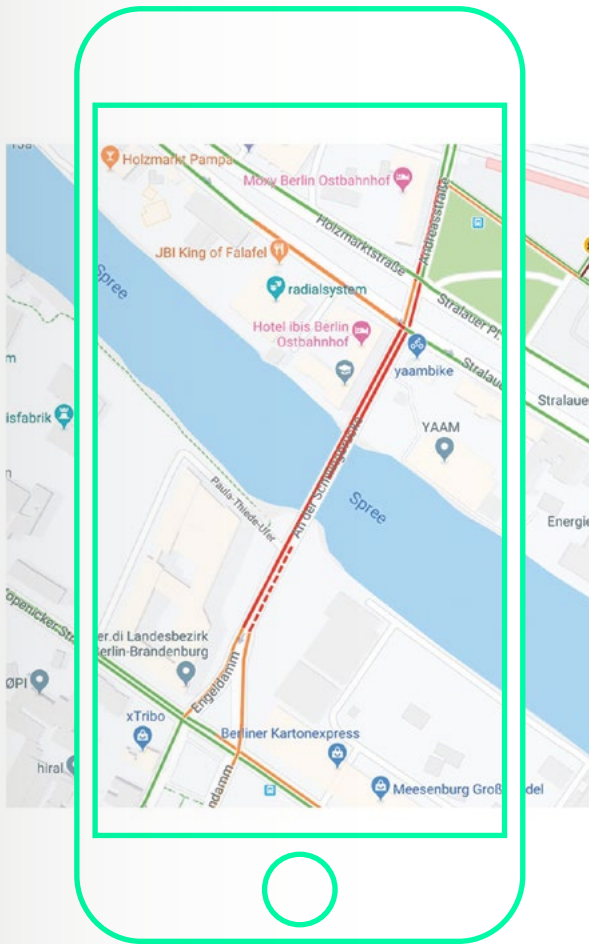 Holzmarkt Pampa
Moxy Berlin Ostbahnhof
Andreasstraße
Holzmarktstraße
JBI King of Falafel
Spree
radialsystem
Stralauer Pl.
Hotel ibis Berlin
Ostbahnhof
yaambike
Stralaue
Stralaue
m
isfabrik
YAAM
An der Schillingbrücke
Spree
Paula-Thiede-Ufer
Energie
er.di Landesbezirk
erlin-Brandenburg
ØPI
Engeldamm
xTribo
Berliner Kartonexpress
hiral
ndamm
Meesenburg Groß
del